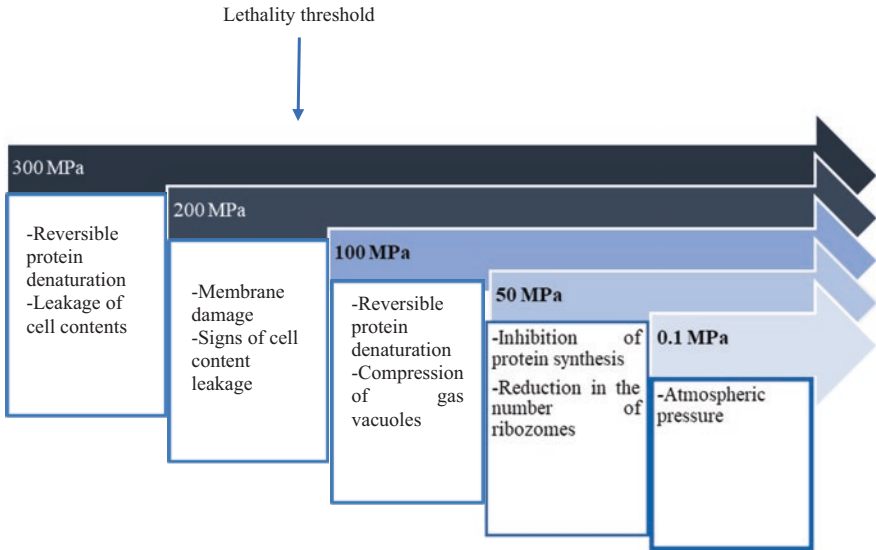 Lethality threshold
300 MPa
-Reversible
protein
denaturation
-Leakage of
cell contents
200 MPa
-Membrane
damage
-Signs of cell
content
leakage
100 MPa
-Reversible
protein
denaturation
-Compression
of gas
vacuoles
50 MPa
-Inhibition of
protein synthesis
-Reduction in the
number of
ribozomes
0.1 MPa
-Atmospheric
pressure